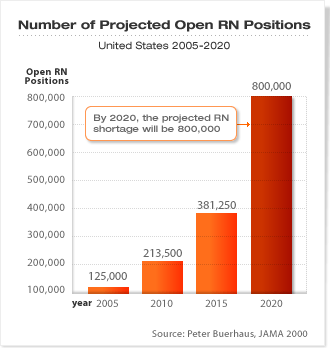 Number of Projected Open RN Positions
United States 2005-2020
Open RN
Positions
800,000
700,000
600,000
500,000
400,000
300,000
200,000
100,000
By 2020, the projected RN
shortage will be 800,000
125,000
213,500
381,250
800,000
year 2005 2010 2015 2020
Source: Peter Buerhaus, JAMA 2000